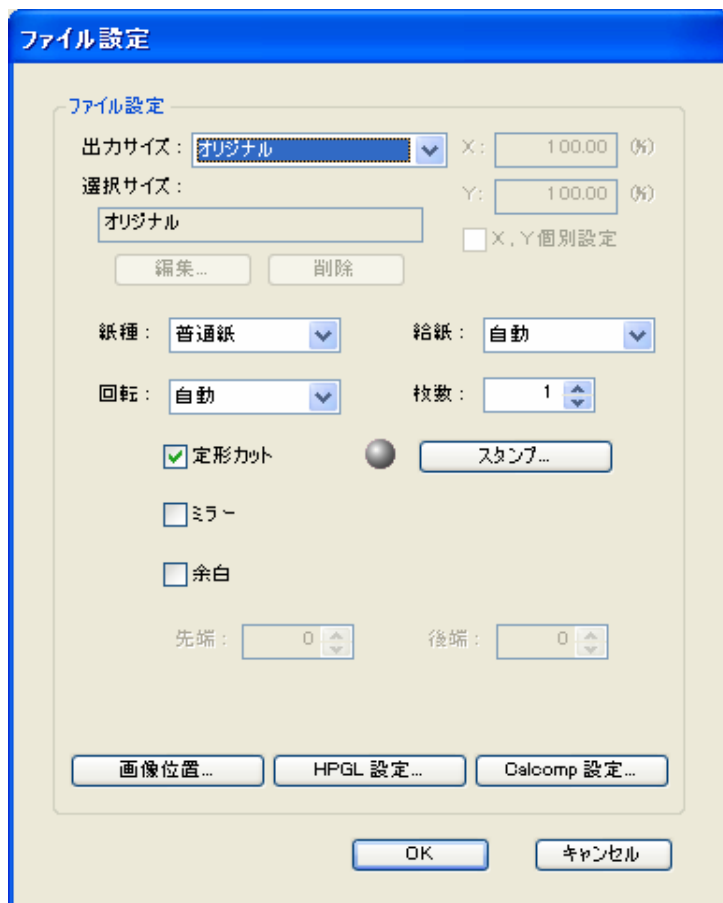 ファイル設定
ファイル設定
出力サイズ： オリジナル X： 100.00 (%)
選択サイズ： Y： 100.00 (%)
オリジナル
X，Y個別設定
編集... 削除
紙種： 普通紙 給紙： 自動
回転： 自動 枚数： 1
定形カット スタンプ...
ミラー
余白
先端： 0 後端： 0
画像位置... HPGL 設定... Calcomp 設定...
OK キャンセル